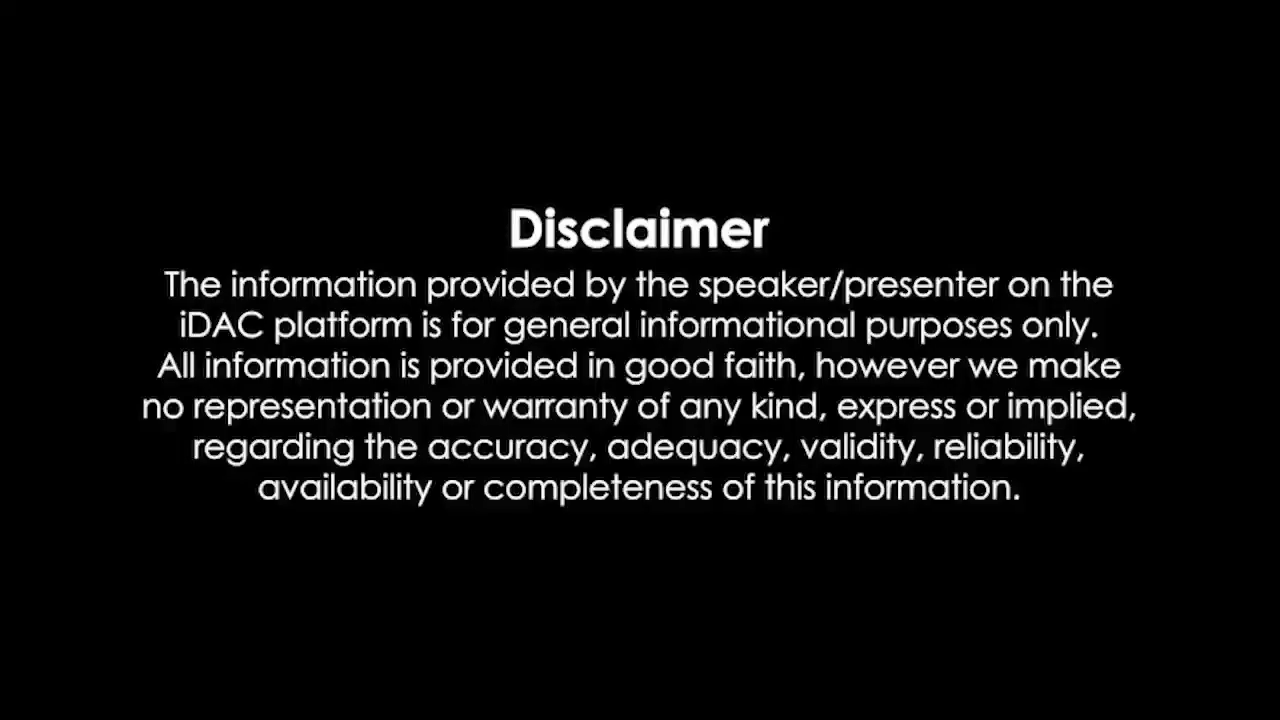 Disclaimer
The information provided by the speaker/presenter on the
iDAC platform is for general informational purposes only.
All information is provided in good faith, however we make
no representation or warranty of any kind, express or implied,
regarding the accuracy, adequacy, validity, reliability,
availability or completeness of this information.